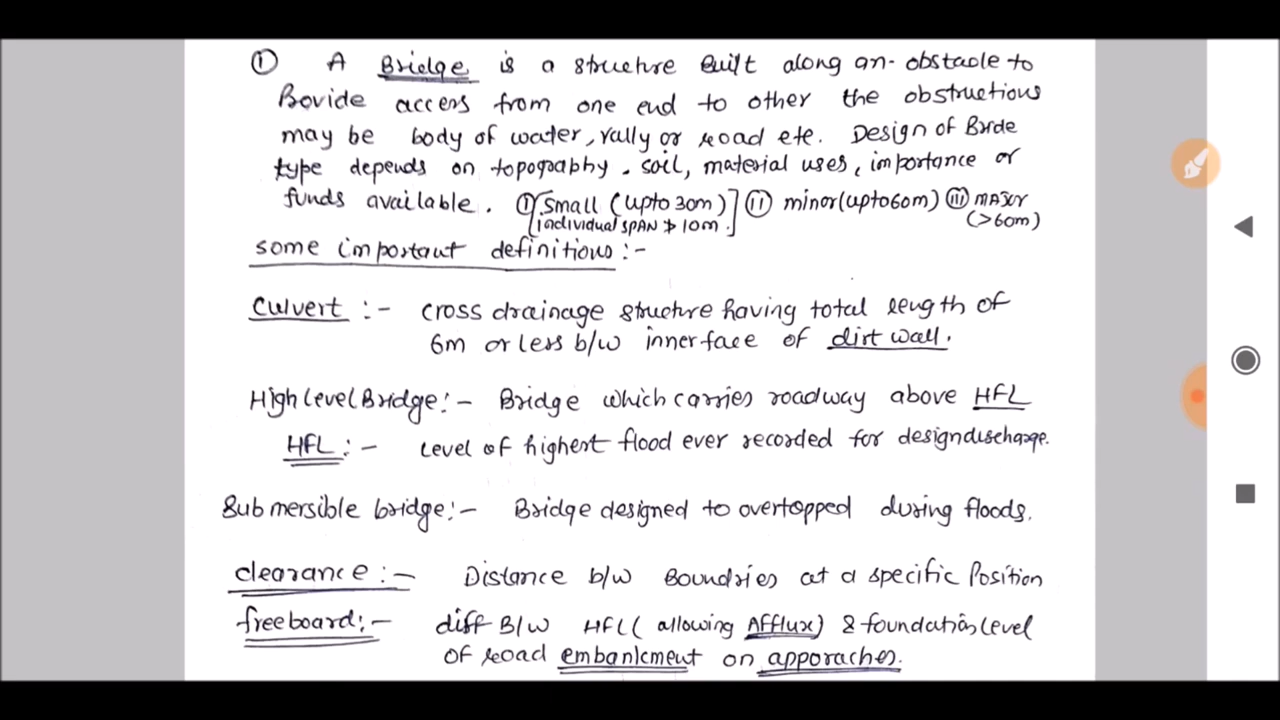 ① A Bridge is a structure built along an obstacle to
Provide access from one end to other the obstructions
may be body of water, vally or road etc. Design of Bride
type depends on topography. soil, material uses, importance or
funds available. ① Small (upto 30m) ⓘⓘ minor (upto 60m) ⓘⓘⓘ MAJOR
individual SPAN ≯ 10m. (>60m)
some important definitions :-
Culvert :- cross drainage structure having total length of
6m or less b/w inner face of dirt wall.
High Level Bridge :- Bridge which carries roadway above HFL
HFL :- Level of highest flood ever recorded for design discharge.
Submersible bridge :- Bridge designed to overtopped during floods.
clearance :- Distance b/w Boundries at a specific Position
freeboard :- diff B/W HFL (allowing Afflux) & foundation level
of road embankment on apporaches.